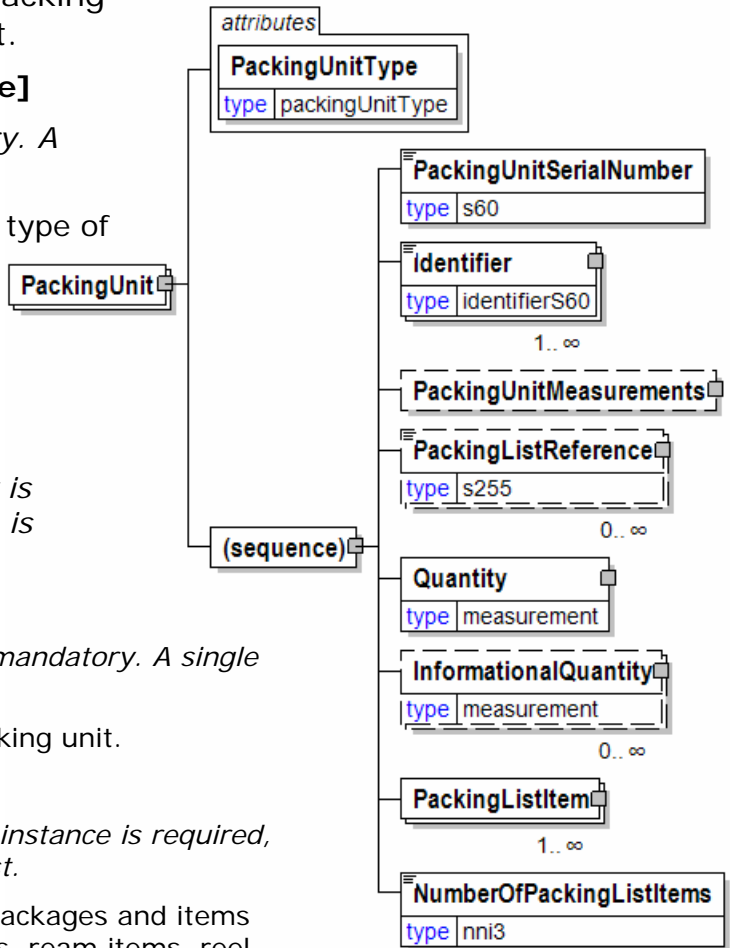 packing
t.
e]
y. A
type of
is
is
mandatory. A single
king unit.
instance is required,
t.
ackages and items
s, ream items, reel
attributes
PackingUnitType
type packingUnitType
PackingUnit
(sequence)
PackingUnitSerialNumber
type s60
Identifier
type identifierS60
1.. ∞
PackingUnitMeasurements
PackingListReference
type s255
0.. ∞
Quantity
type measurement
InformationalQuantity
type measurement
0.. ∞
PackingListItem
1.. ∞
NumberOfPackingListItems
type nni3